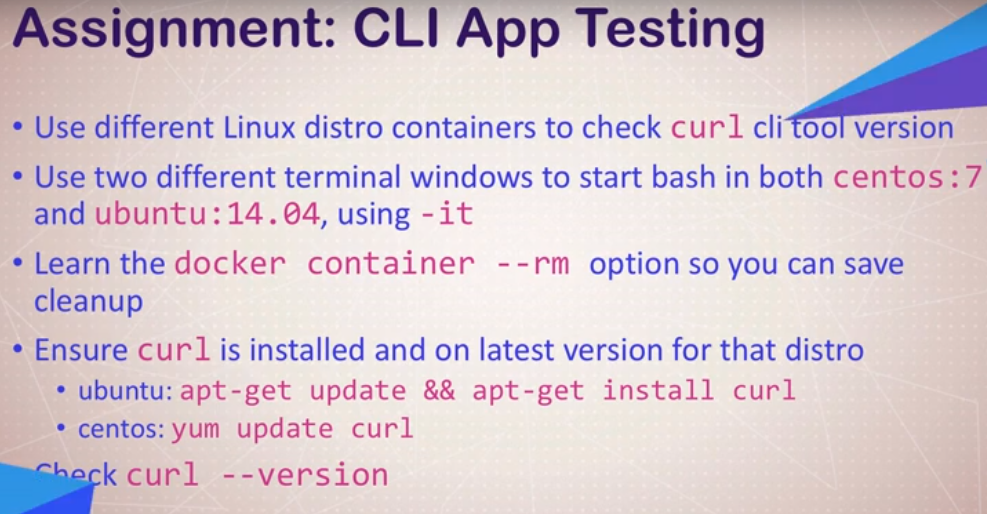 Assignment: CLI App Testing
• Use different Linux distro containers to check curl cli tool version
• Use two different terminal windows to start bash in both centos:7
and ubuntu:14.04, using -it
• Learn the docker container --rm option so you can save
cleanup
• Ensure curl is installed and on latest version for that distro
• ubuntu: apt-get update && apt-get install curl
• centos: yum update curl
Check curl --version